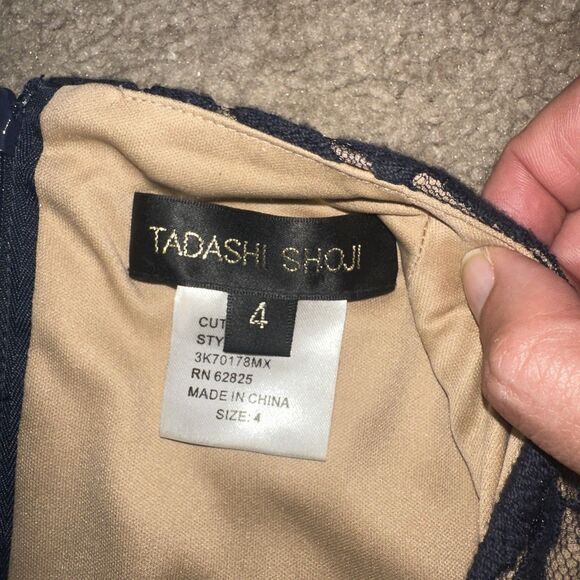 TADASHI SHOJI
4
CUT
STY
3K70178MX
RN 62825
MADE IN CHINA
SIZE: 4